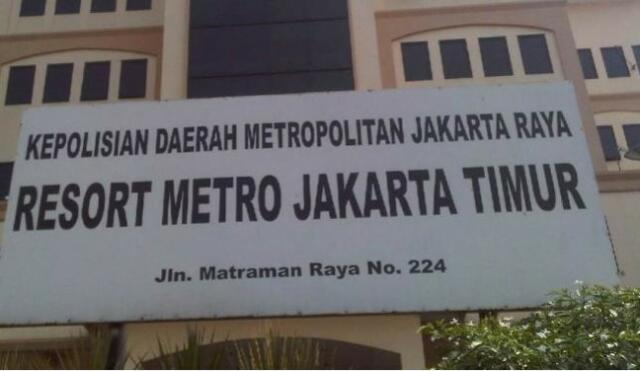 KEPOLISIAN DAERAH METROPOLITAN JAKARTA RAYA
RESORT METRO JAKARTA TIMUR
Jln. Matraman Raya No. 224